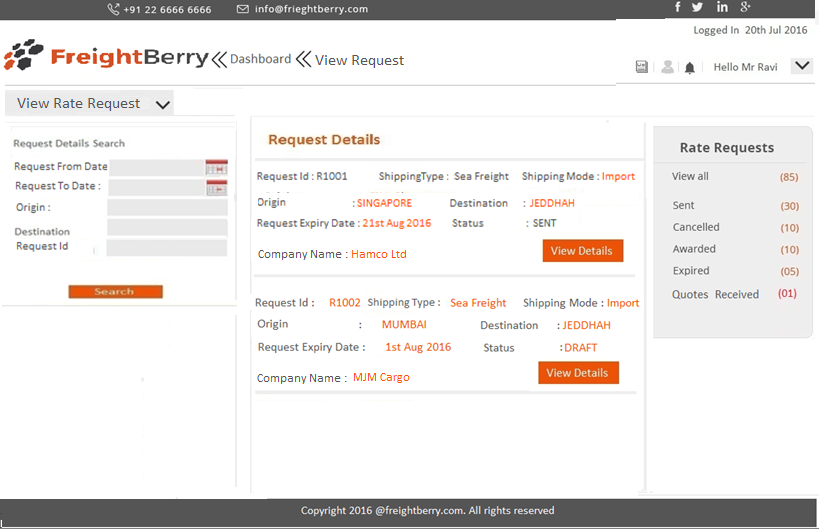 +91 22 6666 6666 info@frieghtberry.com
Logged In 20th Jul 2016
FreightBerry Dashboard View Request
Hello Mr Ravi
View Rate Request
Request Details Search
Request From Date
Request To Date :
Origin :
Destination
Request Id
Search
Request Details
Request Id : R1001 ShippingType : Sea Freight Shipping Mode : Import
Origin : SINGAPORE Destination : JEDDHAH
Request Expiry Date : 21st Aug 2016 Status : SENT
Company Name : Hamco Ltd
View Details
Request Id : R1002 Shipping Type : Sea Freight Shipping Mode : Import
Origin : MUMBAI Destination : JEDDHAH
Request Expiry Date : 1st Aug 2016 Status : DRAFT
Company Name : MJM Cargo
View Details
Rate Requests
View all (85)
Sent (30)
Cancelled (10)
Awarded (10)
Expired (05)
Quotes Received (01)
Copyright 2016 @freightberry.com. All rights reserved